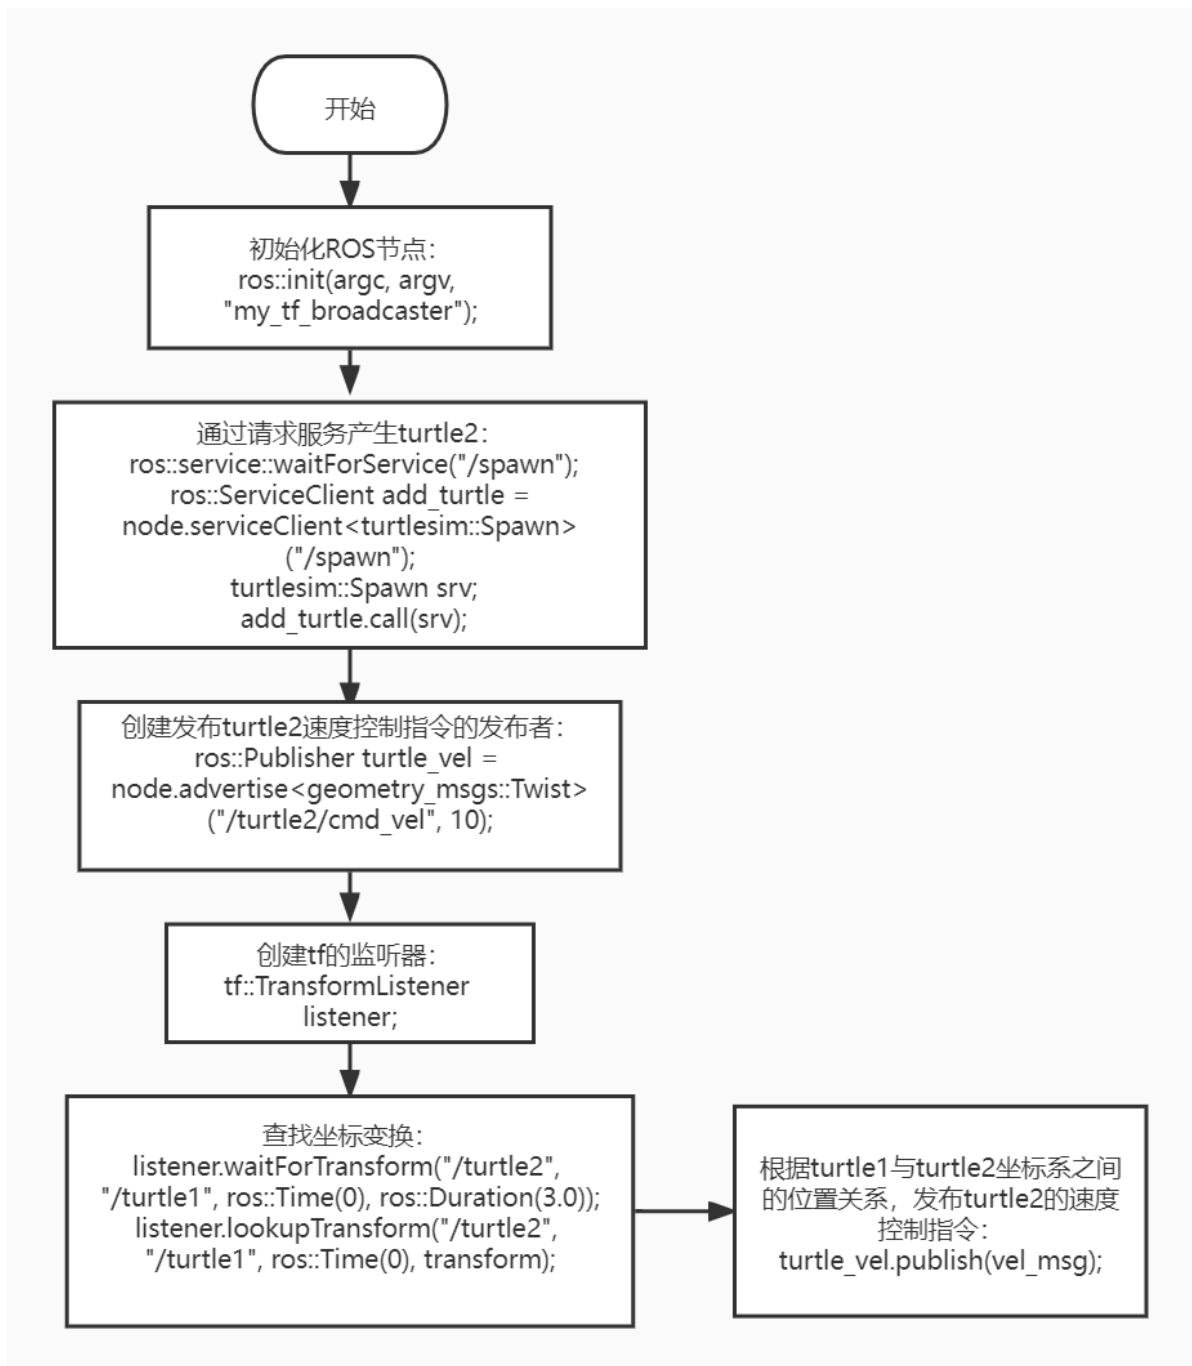 开始
初始化ROS节点：
ros::init(argc, argv,
"my_tf_broadcaster");
通过请求服务产生turtle2：
ros::service::waitForService("/spawn");
ros::ServiceClient add_turtle =
node.serviceClient<turtlesim::Spawn>
("/spawn");
turtlesim::Spawn srv;
add_turtle.call(srv);
创建发布turtle2速度控制指令的发布者：
ros::Publisher turtle_vel =
node.advertise<geometry_msgs::Twist>
("/turtle2/cmd_vel", 10);
创建tf的监听器：
tf::TransformListener
listener;
查找坐标变换：
listener.waitForTransform("/turtle2",
"/turtle1", ros::Time(0), ros::Duration(3.0));
listener.lookupTransform("/turtle2",
"/turtle1", ros::Time(0), transform);
根据turtle1与turtle2坐标系之间
的位置关系，发布turtle2的速度
控制指令：
turtle_vel.publish(vel_msg);